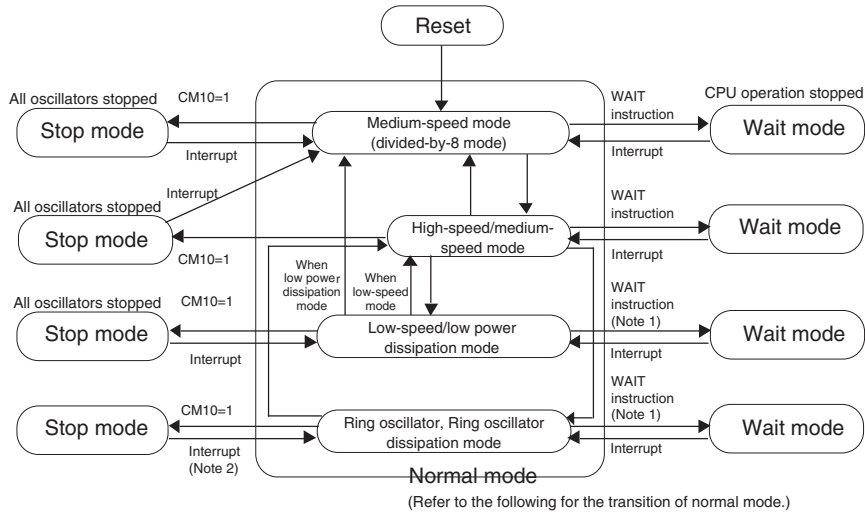 Reset
All oscillators stopped
CM10=1
WAIT
instruction
CPU operation stopped
Stop mode
Medium-speed mode
(divided-by-8 mode)
Wait mode
Interrupt
Interrupt
Interrupt
All oscillators stopped
WAIT
instruction
Stop mode
High-speed/medium-
speed mode
Wait mode
CM10=1
Interrupt
When
low power
dissipation
mode
When
low-speed
mode
All oscillators stopped
CM10=1
WAIT
instruction
(Note 1)
Stop mode
Low-speed/low power
dissipation mode
Wait mode
Interrupt
Interrupt
CM10=1
WAIT
instruction
(Note 1)
Stop mode
Ring oscillator, Ring oscillator
dissipation mode
Wait mode
Interrupt
(Note 2)
Interrupt
Normal mode
(Refer to the following for the transition of normal mode.)